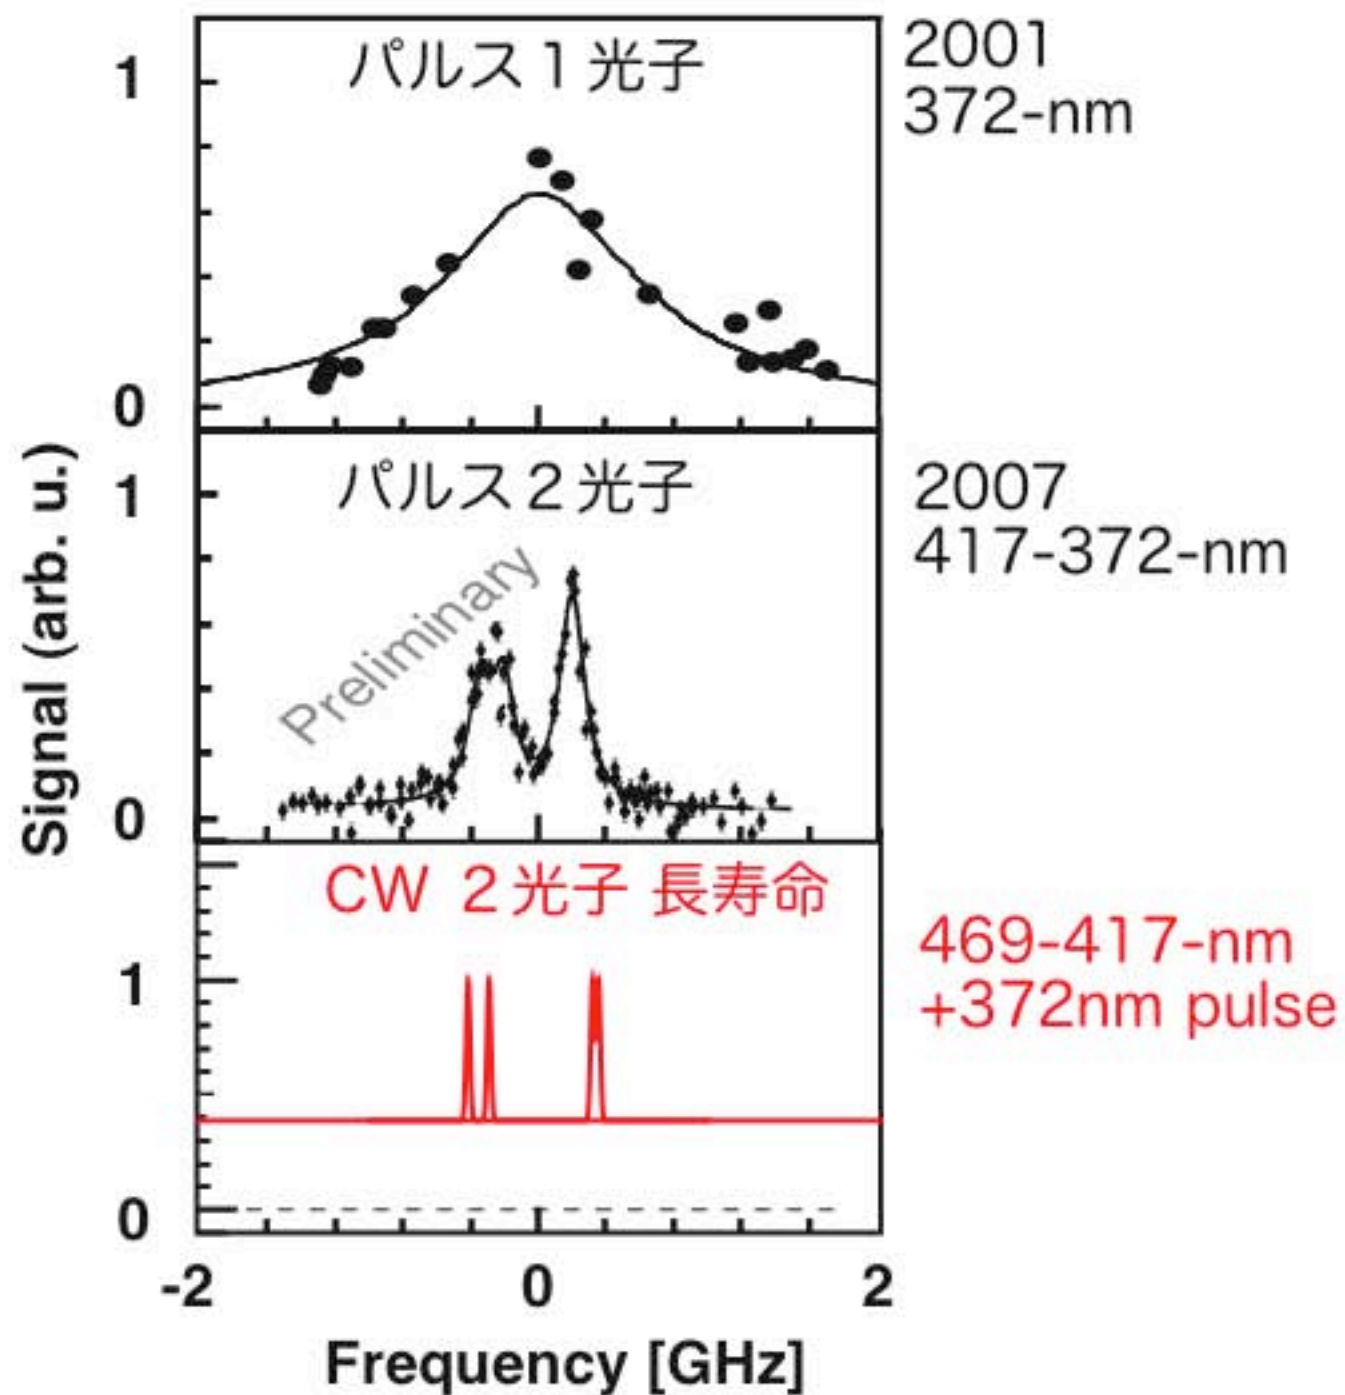 パルス1光子
2001
372-nm
1
0
パルス2光子
2007
417-372-nm
Preliminary
1
0
CW 2光子 長寿命
469-417-nm
+372nm pulse
1
0
Signal (arb. u.)
-2
0
2
Frequency [GHz]